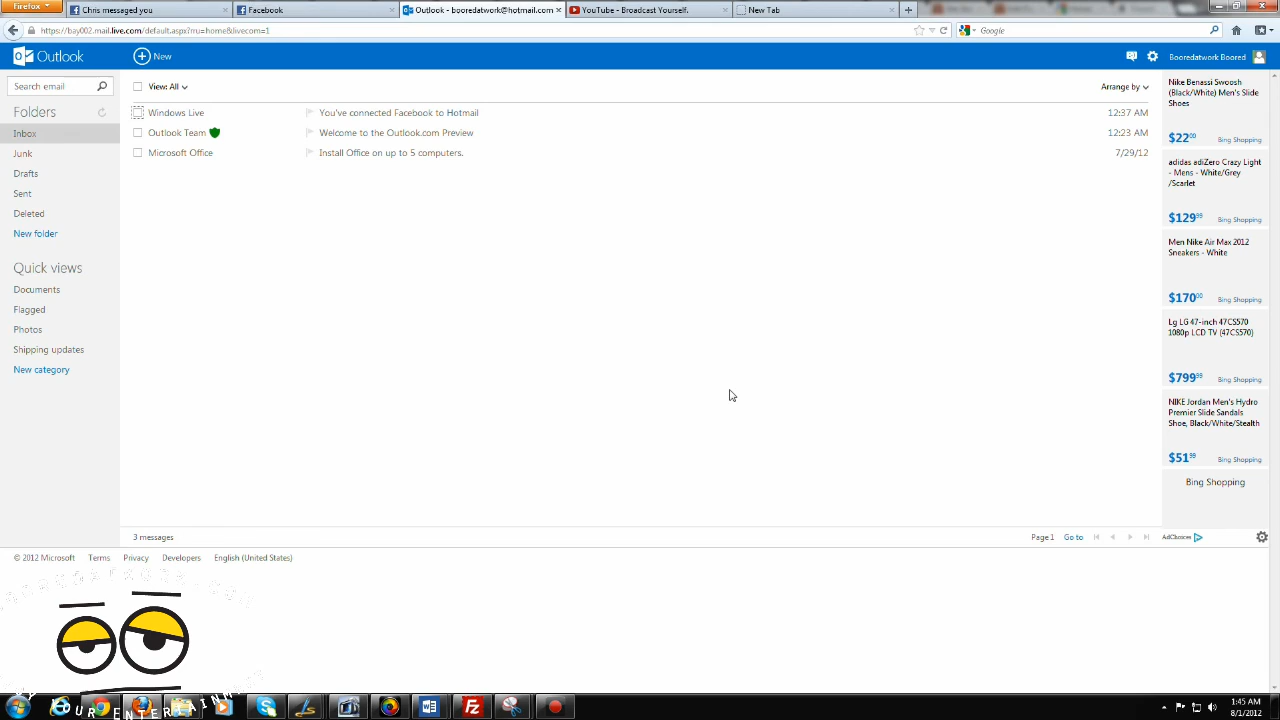 Firefox
Chris messaged you
Facebook
Outlook - booredatwork@hotmail.com
YouTube - Broadcast Yourself.
New Tab
https://bay002.mail.live.com/default.aspx?rru=home&livecom=1
Google
Outlook
New
Booredatwork Boored
Search email
View: All
Arrange by
Folders
Inbox
Junk
Drafts
Sent
Deleted
New folder
Quick views
Documents
Flagged
Photos
Shipping updates
New category
Windows Live You've connected Facebook to Hotmail 12:37 AM
Outlook Team Welcome to the Outlook.com Preview 12:23 AM
Microsoft Office Install Office on up to 5 computers. 7/29/12
Nike Benassi Swoosh
(Black/White) Men's Slide
Shoes
$22⁰⁰ Bing Shopping
adidas adiZero Crazy Light
- Mens - White/Grey
/Scarlet
$129⁹⁹ Bing Shopping
Men Nike Air Max 2012
Sneakers - White
$170⁰⁰ Bing Shopping
Lg LG 47-inch 47CS570
1080p LCD TV (47CS570)
$799⁹⁹ Bing Shopping
NIKE Jordan Men's Hydro
Premier Slide Sandals
Shoe, Black/White/Stealth
$51⁹⁹ Bing Shopping
Bing Shopping
3 messages
Page 1 Go to
AdChoices
© 2012 Microsoft Terms Privacy Developers English (United States)
YOUR ENTERTAINMENT
1:45 AM
8/1/2012